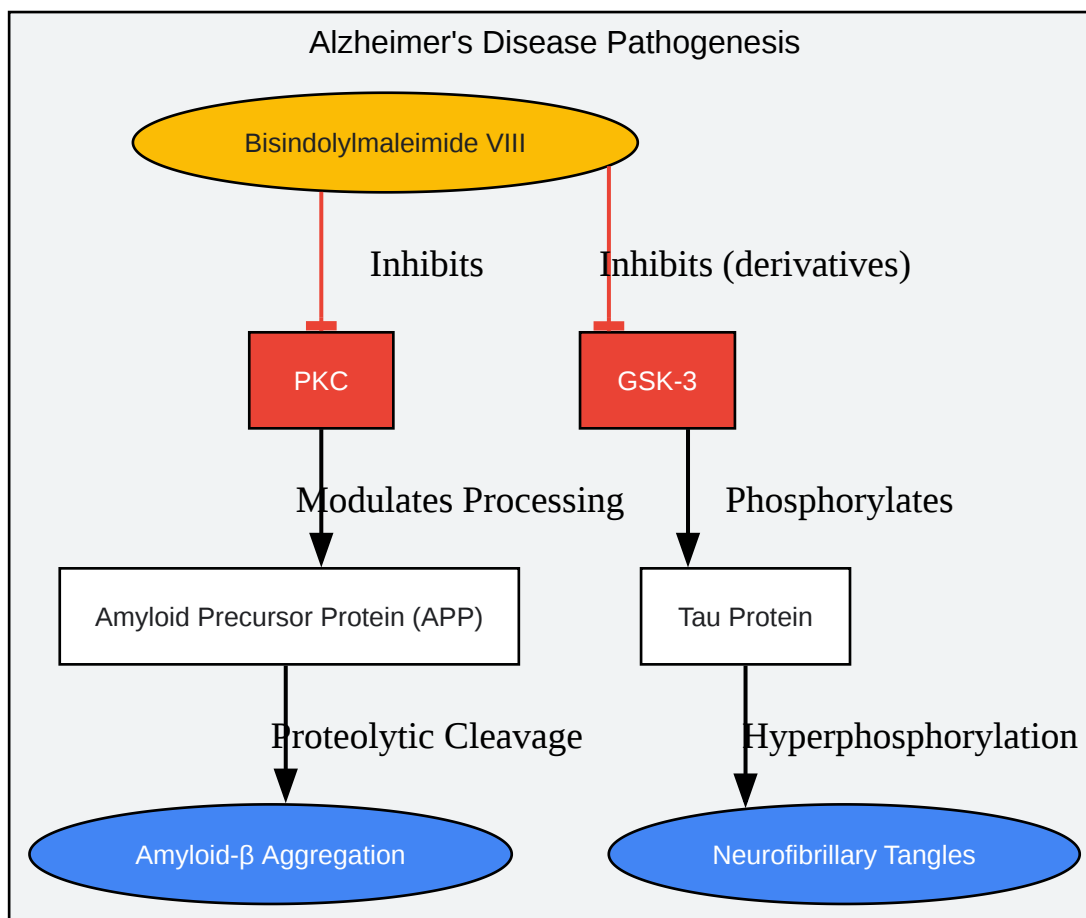 Alzheimer's Disease Pathogenesis
Bisindolylmaleimide VIII
Inhibits
Inhibits (derivatives)
PKC
GSK-3
Modulates Processing
Phosphorylates
Amyloid Precursor Protein (APP)
Tau Protein
Proteolytic Cleavage
Hyperphosphorylation
Amyloid-β Aggregation
Neurofibrillary Tangles